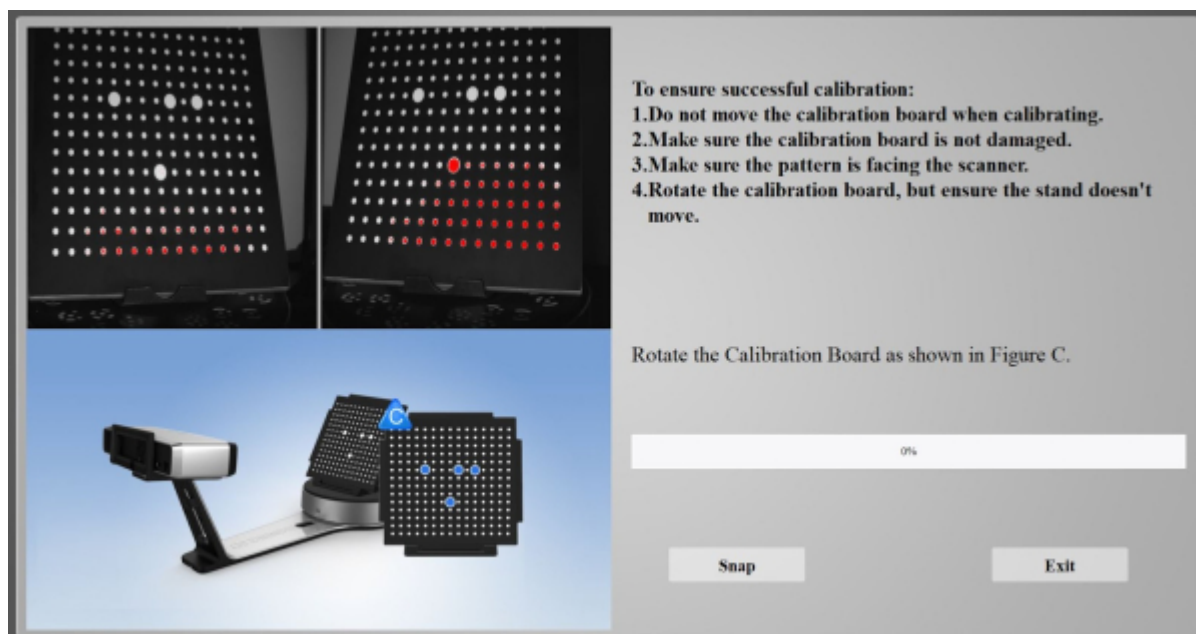 To ensure successful calibration:
1.Do not move the calibration board when calibrating.
2.Make sure the calibration board is not damaged.
3.Make sure the pattern is facing the scanner.
4.Rotate the calibration board, but ensure the stand doesn't
move.
Rotate the Calibration Board as shown in Figure C.
C
0%
Snap
Exit